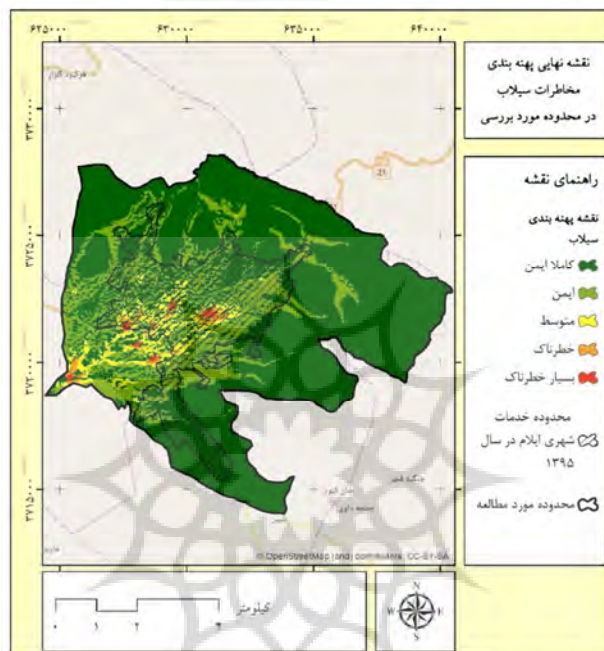 ۶۲۵۰۰۰ ۶۳۰۰۰۰ ۶۳۵۰۰۰ ۶۴۰۰۰۰
نقشه نهایی پهنه بندی
مخاطرات سیلاب
در محدوده مورد بررسی
۳۷۳۰۰۰۰
۳۷۲۵۰۰۰
۳۷۲۰۰۰۰
۳۷۱۵۰۰۰
راهنمای نقشه
نقشه پهنه بندی
سیلاب
کاملا ایمن
ایمن
متوسط
خطرناک
بسیار خطرناک
محدوده خدمات
شهری ایلام در سال
۱۳۹۵
محدوده مورد مطالعه
© OpenStreetMap (and) contributors, CC-BY-SA
کیلومتر
۰ ۱ ۲ ۴
N
W E
S